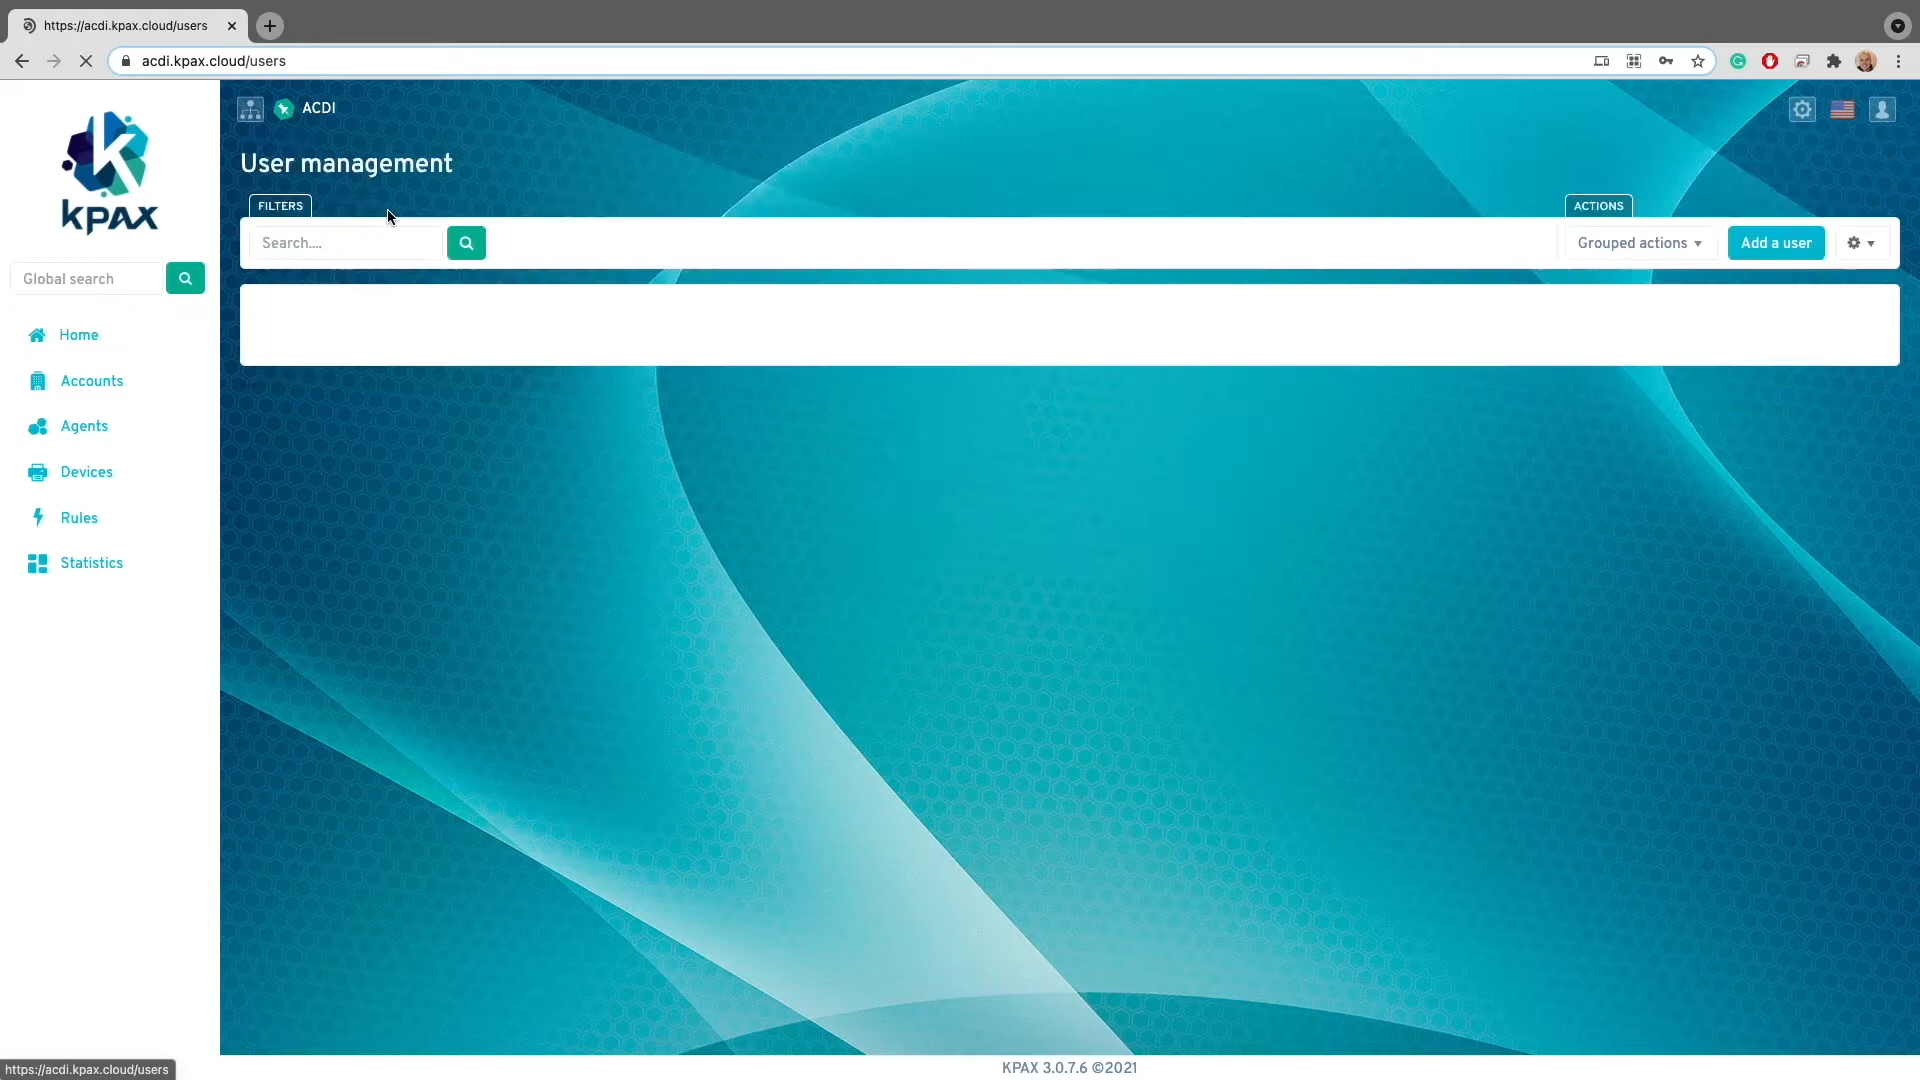 https://acdi.kpax.cloud/users
acdi.kpax.cloud/users
kpax
ACDI
User management
FILTERS
ACTIONS
Search....
Grouped actions
Add a user
Global search
Home
Accounts
Agents
Devices
Rules
Statistics
https://acdi.kpax.cloud/users
KPAX 3.0.7.6 ©2021